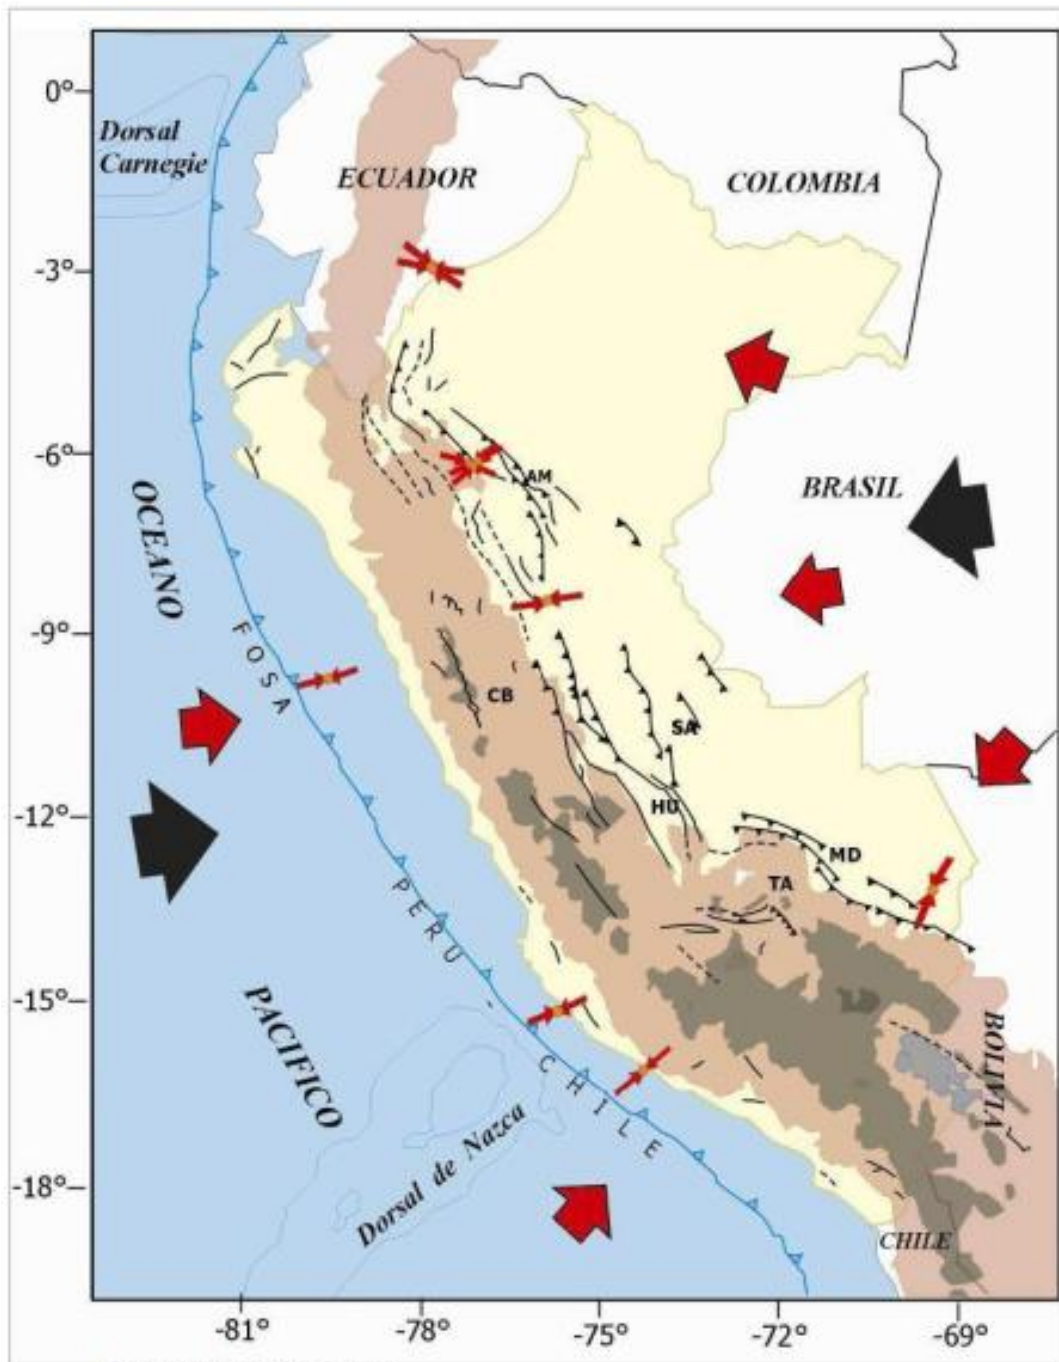 0°
Dorsal
Carnegie
ECUADOR
COLOMBIA
-3°
-6°
AM
BRASIL
OCEANO
-9°
FOSA
CB
SA
HU
-12°
MD
TA
PERU
-15°
PACIFICO
CHILE
BOLIVIA
Dorsal de Nazca
-18°
CHILE
-81°
-78°
-75°
-72°
-69°